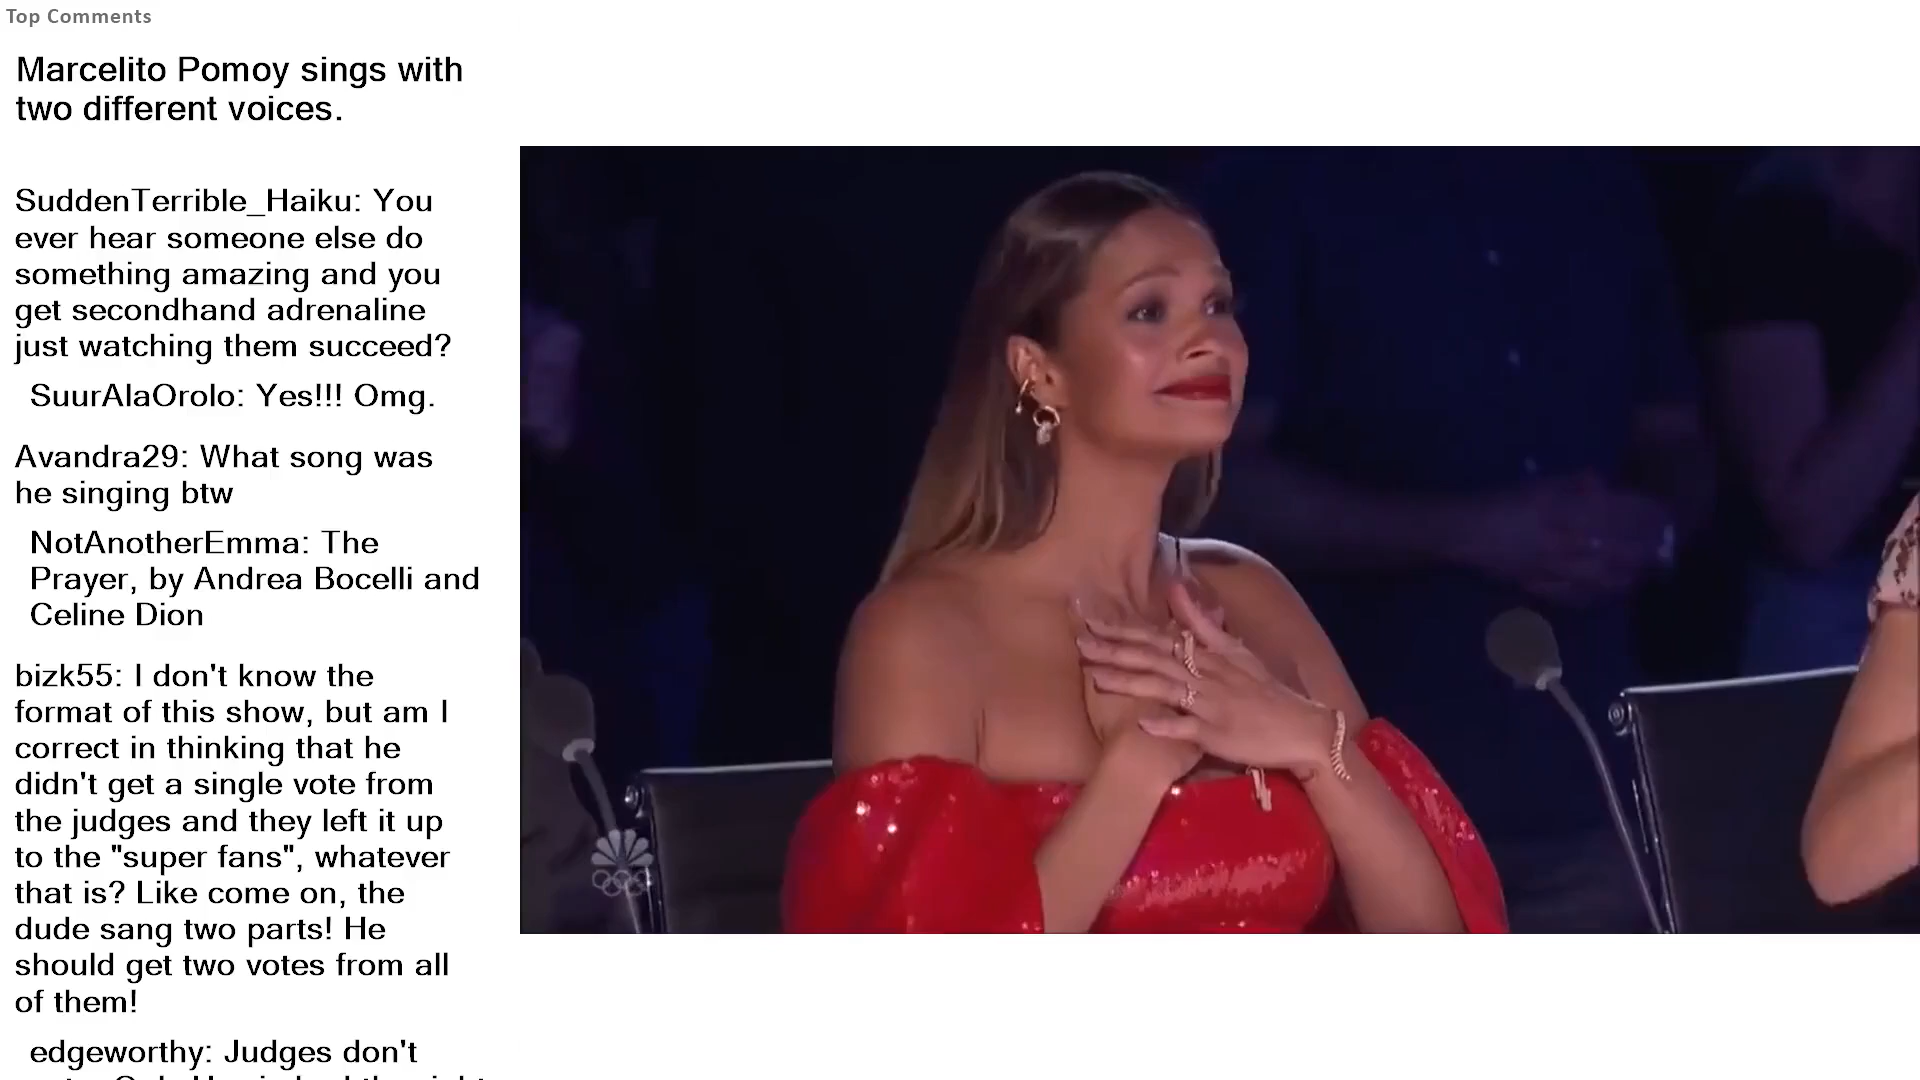 Top Comments
Marcelito Pomoy sings with
two different voices.
SuddenTerrible_Haiku: You
ever hear someone else do
something amazing and you
get secondhand adrenaline
just watching them succeed?
SuurAlaOrolo: Yes!!! Omg.
Avandra29: What song was
he singing btw
NotAnotherEmma: The
Prayer, by Andrea Bocelli and
Celine Dion
bizk55: I don't know the
format of this show, but am I
correct in thinking that he
didn't get a single vote from
the judges and they left it up
to the "super fans", whatever
that is? Like come on, the
dude sang two parts! He
should get two votes from all
of them!
edgeworthy: Judges don't